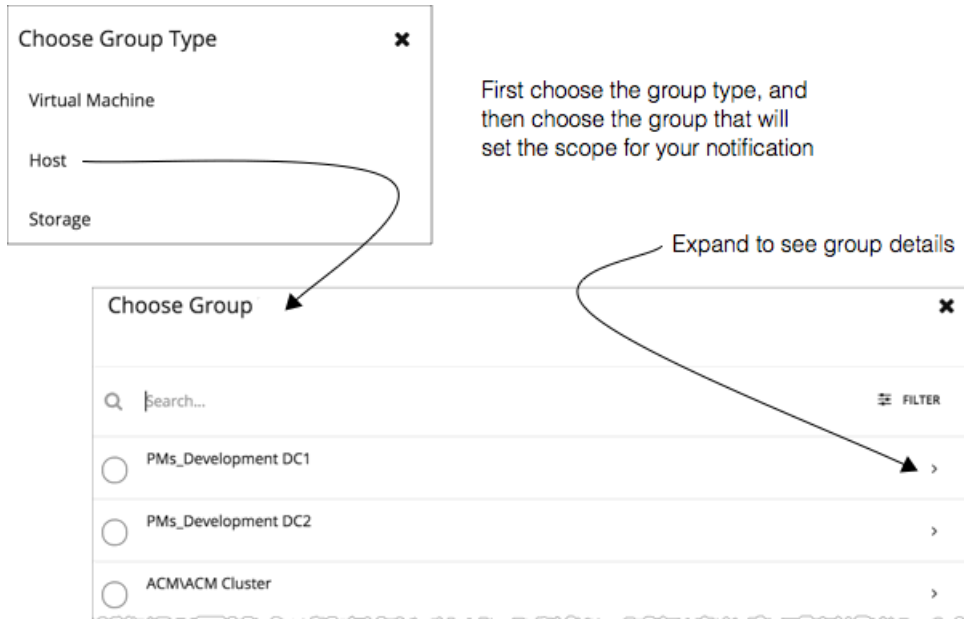 Choose Group Type
Virtual Machine
Host
Storage
First choose the group type, and
then choose the group that will
set the scope for your notification
Expand to see group details
Choose Group
Search...
FILTER
PMs_Development DC1
PMs_Development DC2
ACM\ACM Cluster